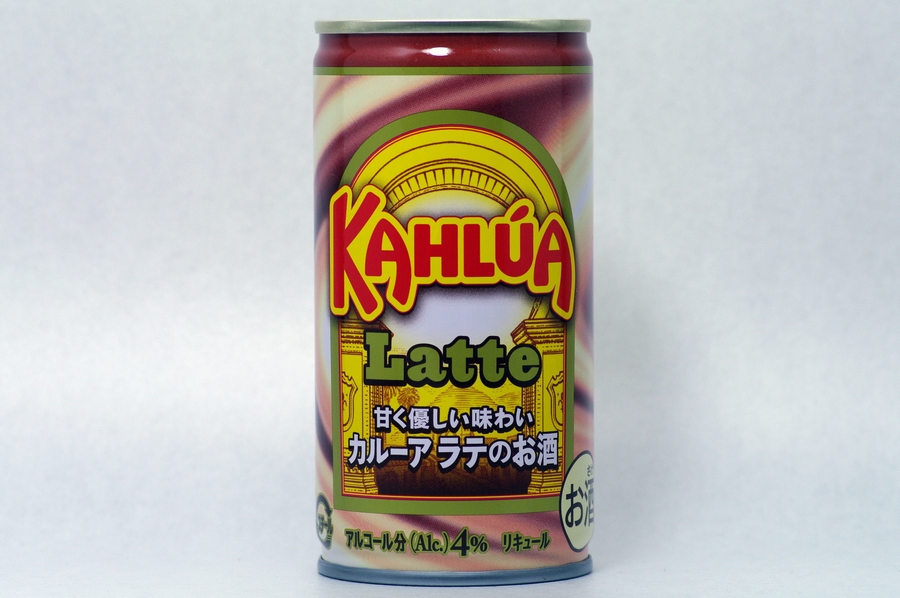 KAHLÚA
Latte
甘く優しい味わい
カルーア ラテのお酒
お酒
アルコール分(Alc.)4% リキュール